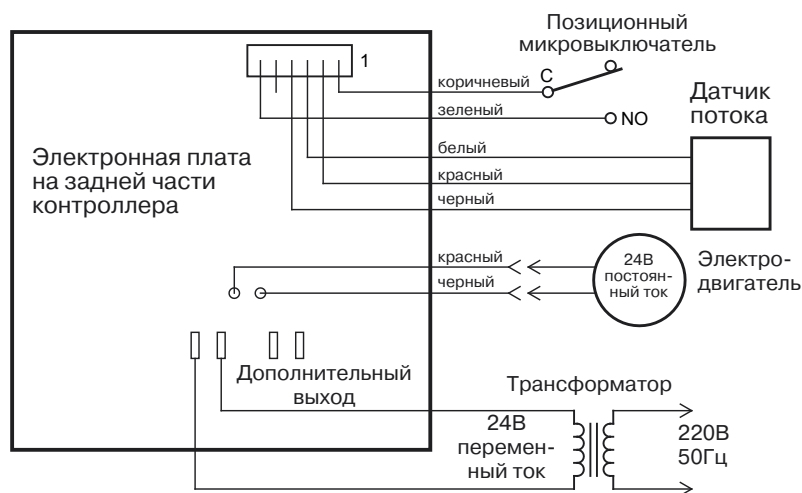 Позиционный
микровыключатель
1
коричневый
C
Датчик
потока
зеленый
NO
Электронная плата
на задней части
контроллера
белый
красный
черный
красный
черный
24В
постоян-
ный ток
Электро-
двигатель
Дополнительный
выход
Трансформатор
24В
перемен-
ный ток
220В
50Гц